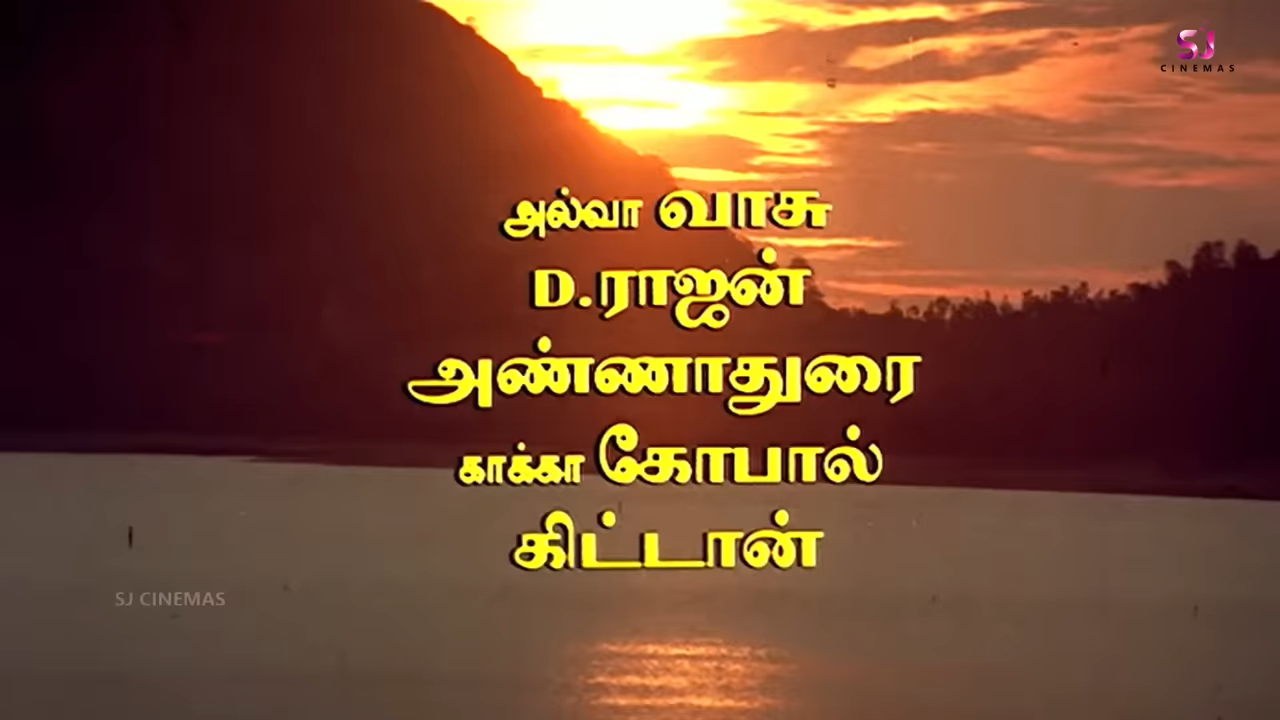 SJ
CINEMAS
அல்வா வாசு
D.ராஜன்
அண்ணாதுரை
காக்கா கோபால்
கிட்டான்
SJ CINEMAS